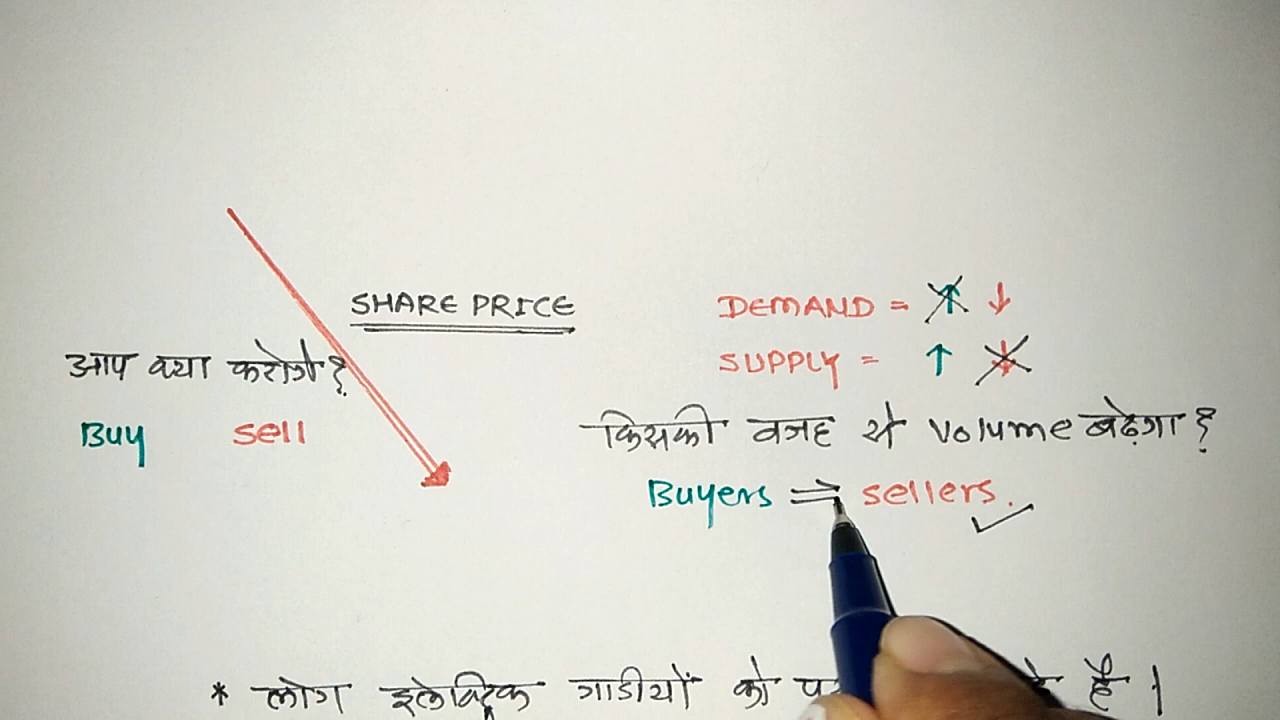 SHARE PRICE
आप क्या करोगे?
Buy sell
DEMAND = ↑ ↓
SUPPLY = ↑ ↓
किसकी वजह से volume बढ़ेगा?
Buyers ⇒ sellers.
* लोग इलेक्ट्रिक गाडीयों को है।